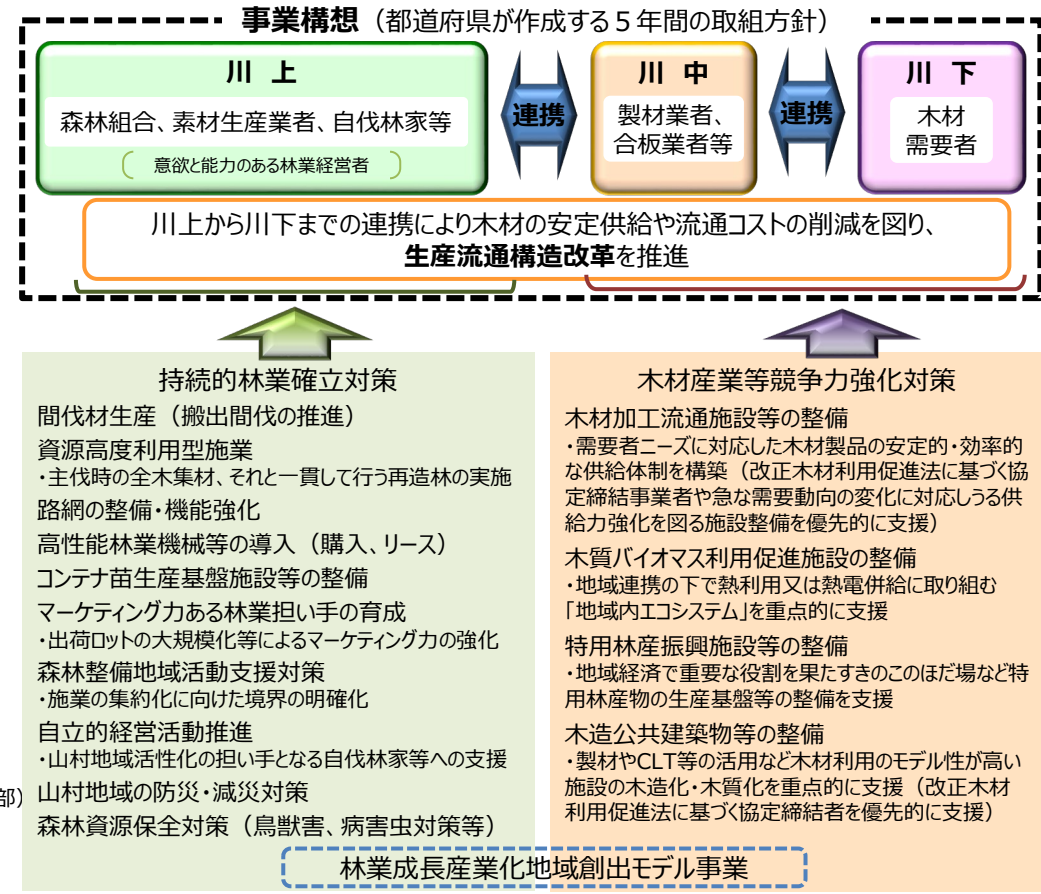 事業構想（都道府県が作成する５年間の取組方針）
川 上
森林組合、素材生産業者、自伐林家等
（ 意欲と能力のある林業経営者 ）
連携
川 中
製材業者、
合板業者等
連携
川 下
木材
需要者
川上から川下までの連携により木材の安定供給や流通コストの削減を図り、
生産流通構造改革を推進
持続的林業確立対策
間伐材生産（搬出間伐の推進）
資源高度利用型施業
・主伐時の全木集材、それと一貫して行う再造林の実施
路網の整備・機能強化
高性能林業機械等の導入（購入、リース）
コンテナ苗生産基盤施設等の整備
マーケティング力ある林業担い手の育成
・出荷ロットの大規模化等によるマーケティング力の強化
森林整備地域活動支援対策
・施業の集約化に向けた境界の明確化
自立的経営活動推進
・山村地域活性化の担い手となる自伐林家等への支援
部）
山村地域の防災・減災対策
森林資源保全対策（鳥獣害、病害虫対策等）
木材産業等競争力強化対策
木材加工流通施設等の整備
・需要者ニーズに対応した木材製品の安定的・効率的
な供給体制を構築（改正木材利用促進法に基づく協
定締結事業者や急な需要動向の変化に対応しうる供
給力強化を図る施設整備を優先的に支援）
木質バイオマス利用促進施設の整備
・地域連携の下で熱利用又は熱電併給に取り組む
「地域内エコシステム」を重点的に支援
特用林産振興施設等の整備
・地域経済で重要な役割を果たすきのこのほだ場など特
用林産物の生産基盤等の整備を支援
木造公共建築物等の整備
・製材やCLT等の活用など木材利用のモデル性が高い
施設の木造化・木質化を重点的に支援（改正木材
利用促進法に基づく協定締結者を優先的に支援）
林業成長産業化地域創出モデル事業